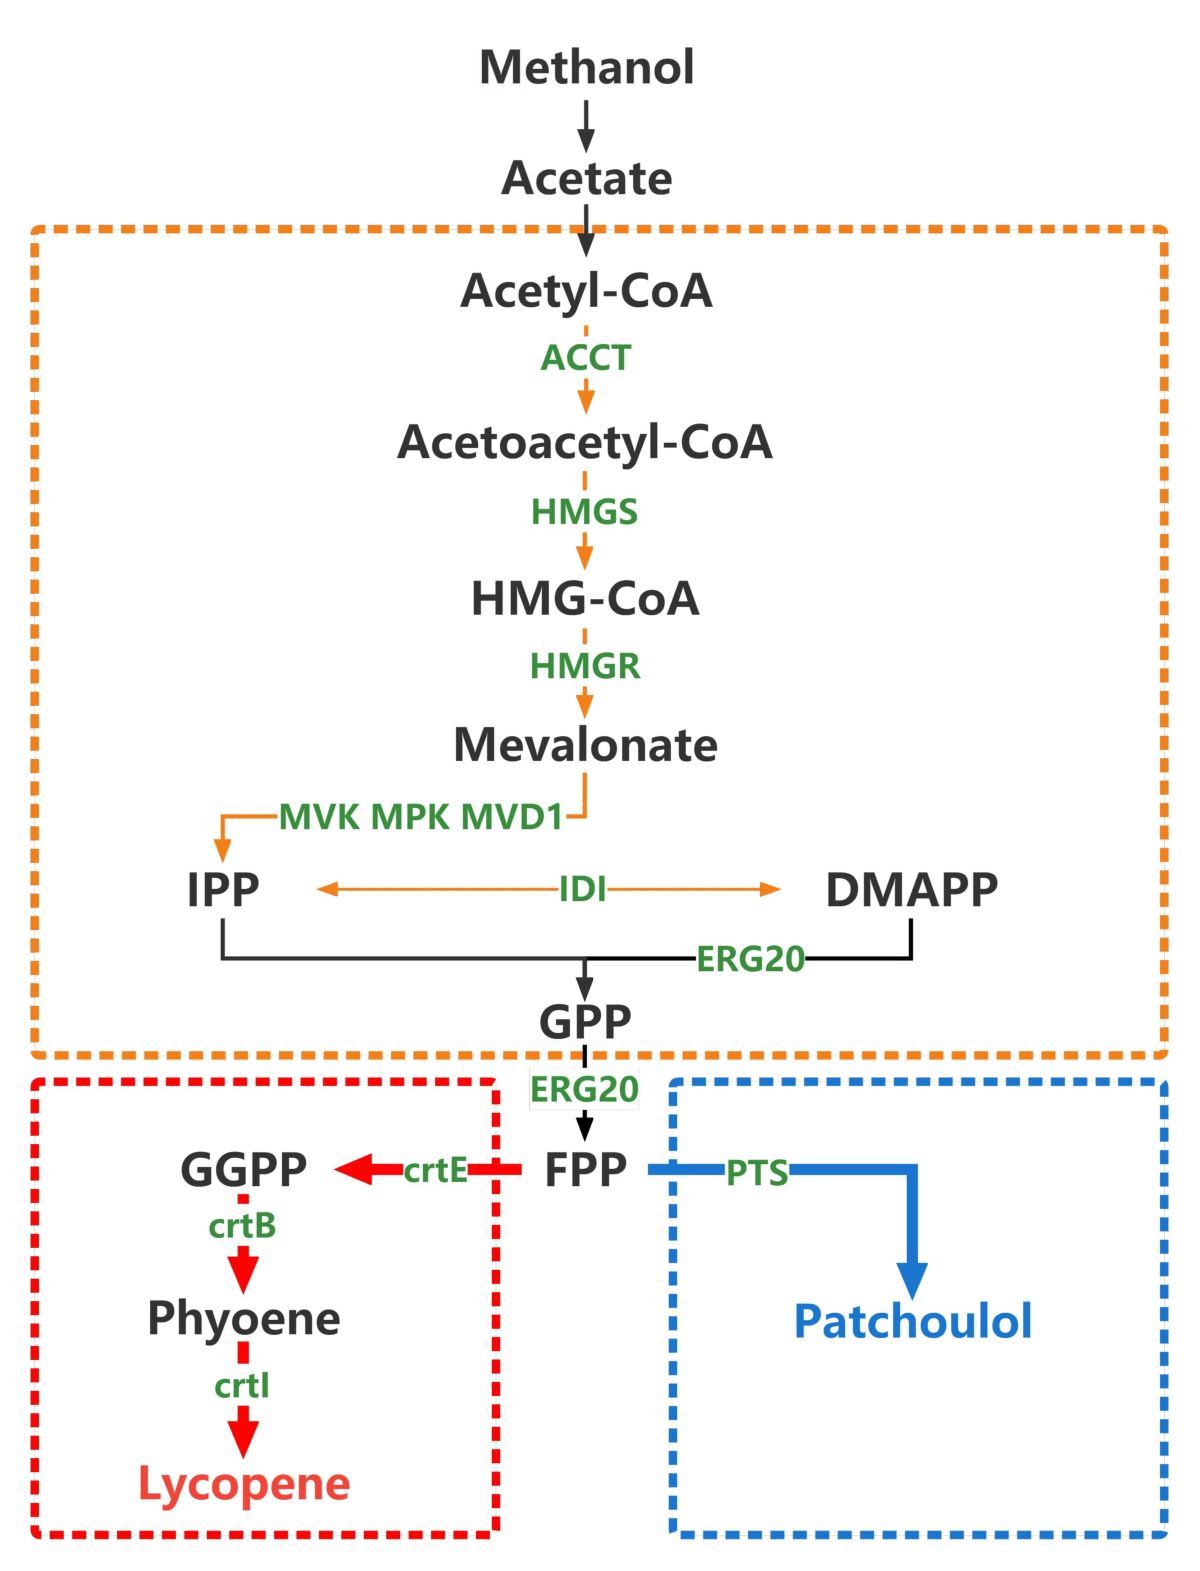 Methanol
Acetate
Acetyl-CoA
ACCT
Acetoacetyl-CoA
HMGS
HMG-CoA
HMGR
Mevalonate
MVK MPK MVD1
IPP IDI DMAPP
ERG20
GPP
ERG20
GGPP crtE FPP PTS
crtB
Phyoene
Patchoulol
crtI
Lycopene